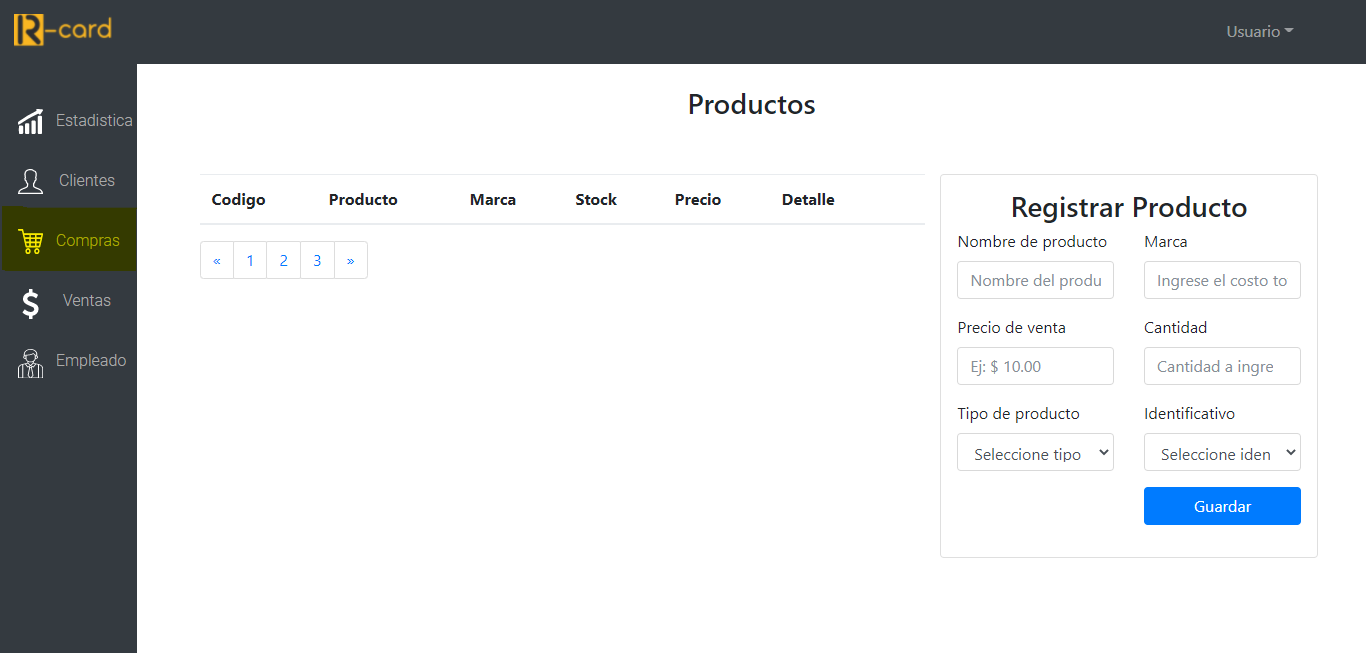 R-card
Usuario
Estadistica
Clientes
Compras
Ventas
Empleado
Productos
Codigo Producto Marca Stock Precio Detalle
« 1 2 3 »
Registrar Producto
Nombre de producto Marca
Nombre del produ Ingrese el costo to
Precio de venta Cantidad
Ej: $ 10.00 Cantidad a ingre
Tipo de producto Identificativo
Seleccione tipo Seleccione iden
Guardar